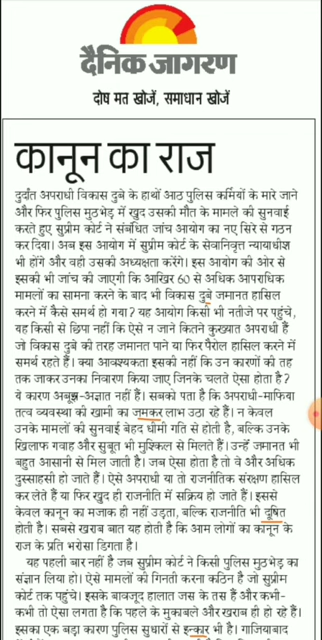 दैनिक जागरण
दोष मत खोजें, समाधान खोजें
कानून का राज
दुर्दांत अपराधी विकास दुबे के हाथों आठ पुलिस कर्मियों के मारे जाने
और फिर पुलिस मुठभेड़ में खुद उसकी मौत के मामले की सुनवाई
करते हुए सुप्रीम कोर्ट ने संबंधित जांच आयोग का नए सिरे से गठन
कर दिया। अब इस आयोग में सुप्रीम कोर्ट के सेवानिवृत्त न्यायाधीश
भी होंगे और वही उसकी अध्यक्षता करेंगे। इस आयोग की ओर से
इसकी भी जांच की जाएगी कि आखिर 60 से अधिक आपराधिक
मामलों का सामना करने के बाद भी विकास दुबे जमानत हासिल
करने में कैसे समर्थ हो गया? यह आयोग किसी भी नतीजे पर पहुंचे,
यह किसी से छिपा नहीं कि ऐसे न जाने कितने कुख्यात अपराधी हैं
जो विकास दुबे की तरह जमानत पाने या फिर पैरोल हासिल करने में
समर्थ रहते हैं। क्या आवश्यकता इसकी नहीं कि उन कारणों की तह
तक जाकर उनका निवारण किया जाए जिनके चलते ऐसा होता है?
ये कारण अबूझ-अज्ञात नहीं हैं। सबको पता है कि अपराधी-माफिया
तत्व व्यवस्था की खामी का जमकर लाभ उठा रहे हैं। न केवल
उनके मामलों की सुनवाई बेहद धीमी गति से होती है, बल्कि उनके
खिलाफ गवाह और सुबूत भी मुश्किल से मिलते हैं। उन्हें जमानत भी
बहुत आसानी से मिल जाती है। जब ऐसा होता है तो वे और अधिक
दुस्साहसी हो जाते हैं। ऐसे अपराधी या तो राजनीतिक संरक्षण हासिल
कर लेते हैं या फिर खुद ही राजनीति में सक्रिय हो जाते हैं। इससे
केवल कानून का मजाक ही नहीं उड़ता, बल्कि राजनीति भी दूषित
होती है। सबसे खराब बात यह होती है कि आम लोगों का कानून के
राज के प्रति भरोसा डिगता है।
यह पहली बार नहीं है जब सुप्रीम कोर्ट ने किसी पुलिस मुठभेड़ का
संज्ञान लिया हो। ऐसे मामलों की गिनती करना कठिन है जो सुप्रीम
कोर्ट तक पहुंचे। इसके बावजूद हालात जस के तस हैं और कभी-
कभी तो ऐसा लगता है कि पहले के मुकाबले और खराब ही हो रहे हैं।
इसका एक बड़ा कारण पुलिस सुधारों से इन्कार भी है। गाजियाबाद